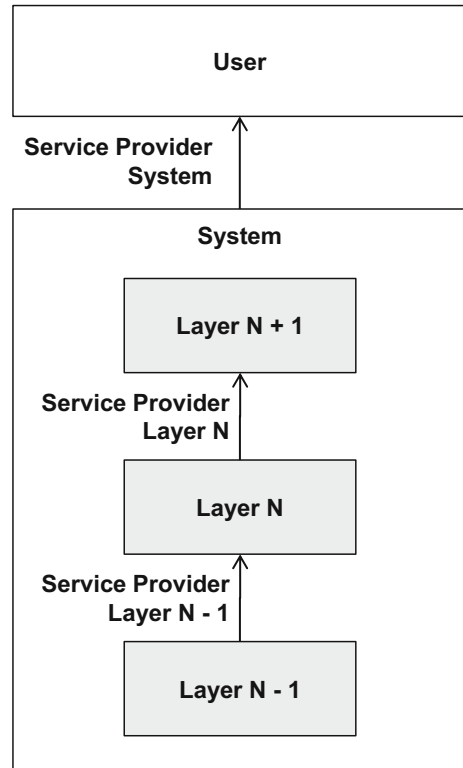 User
Service Provider
System
System
Layer N + 1
Service Provider
Layer N
Layer N
Service Provider
Layer N - 1
Layer N - 1